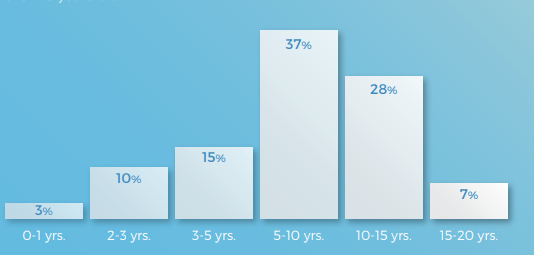 37%
28%
15%
10%
7%
3%
0-1 yrs.
2-3 yrs.
3-5 yrs.
5-10 yrs.
10-15 yrs.
15-20 yrs.